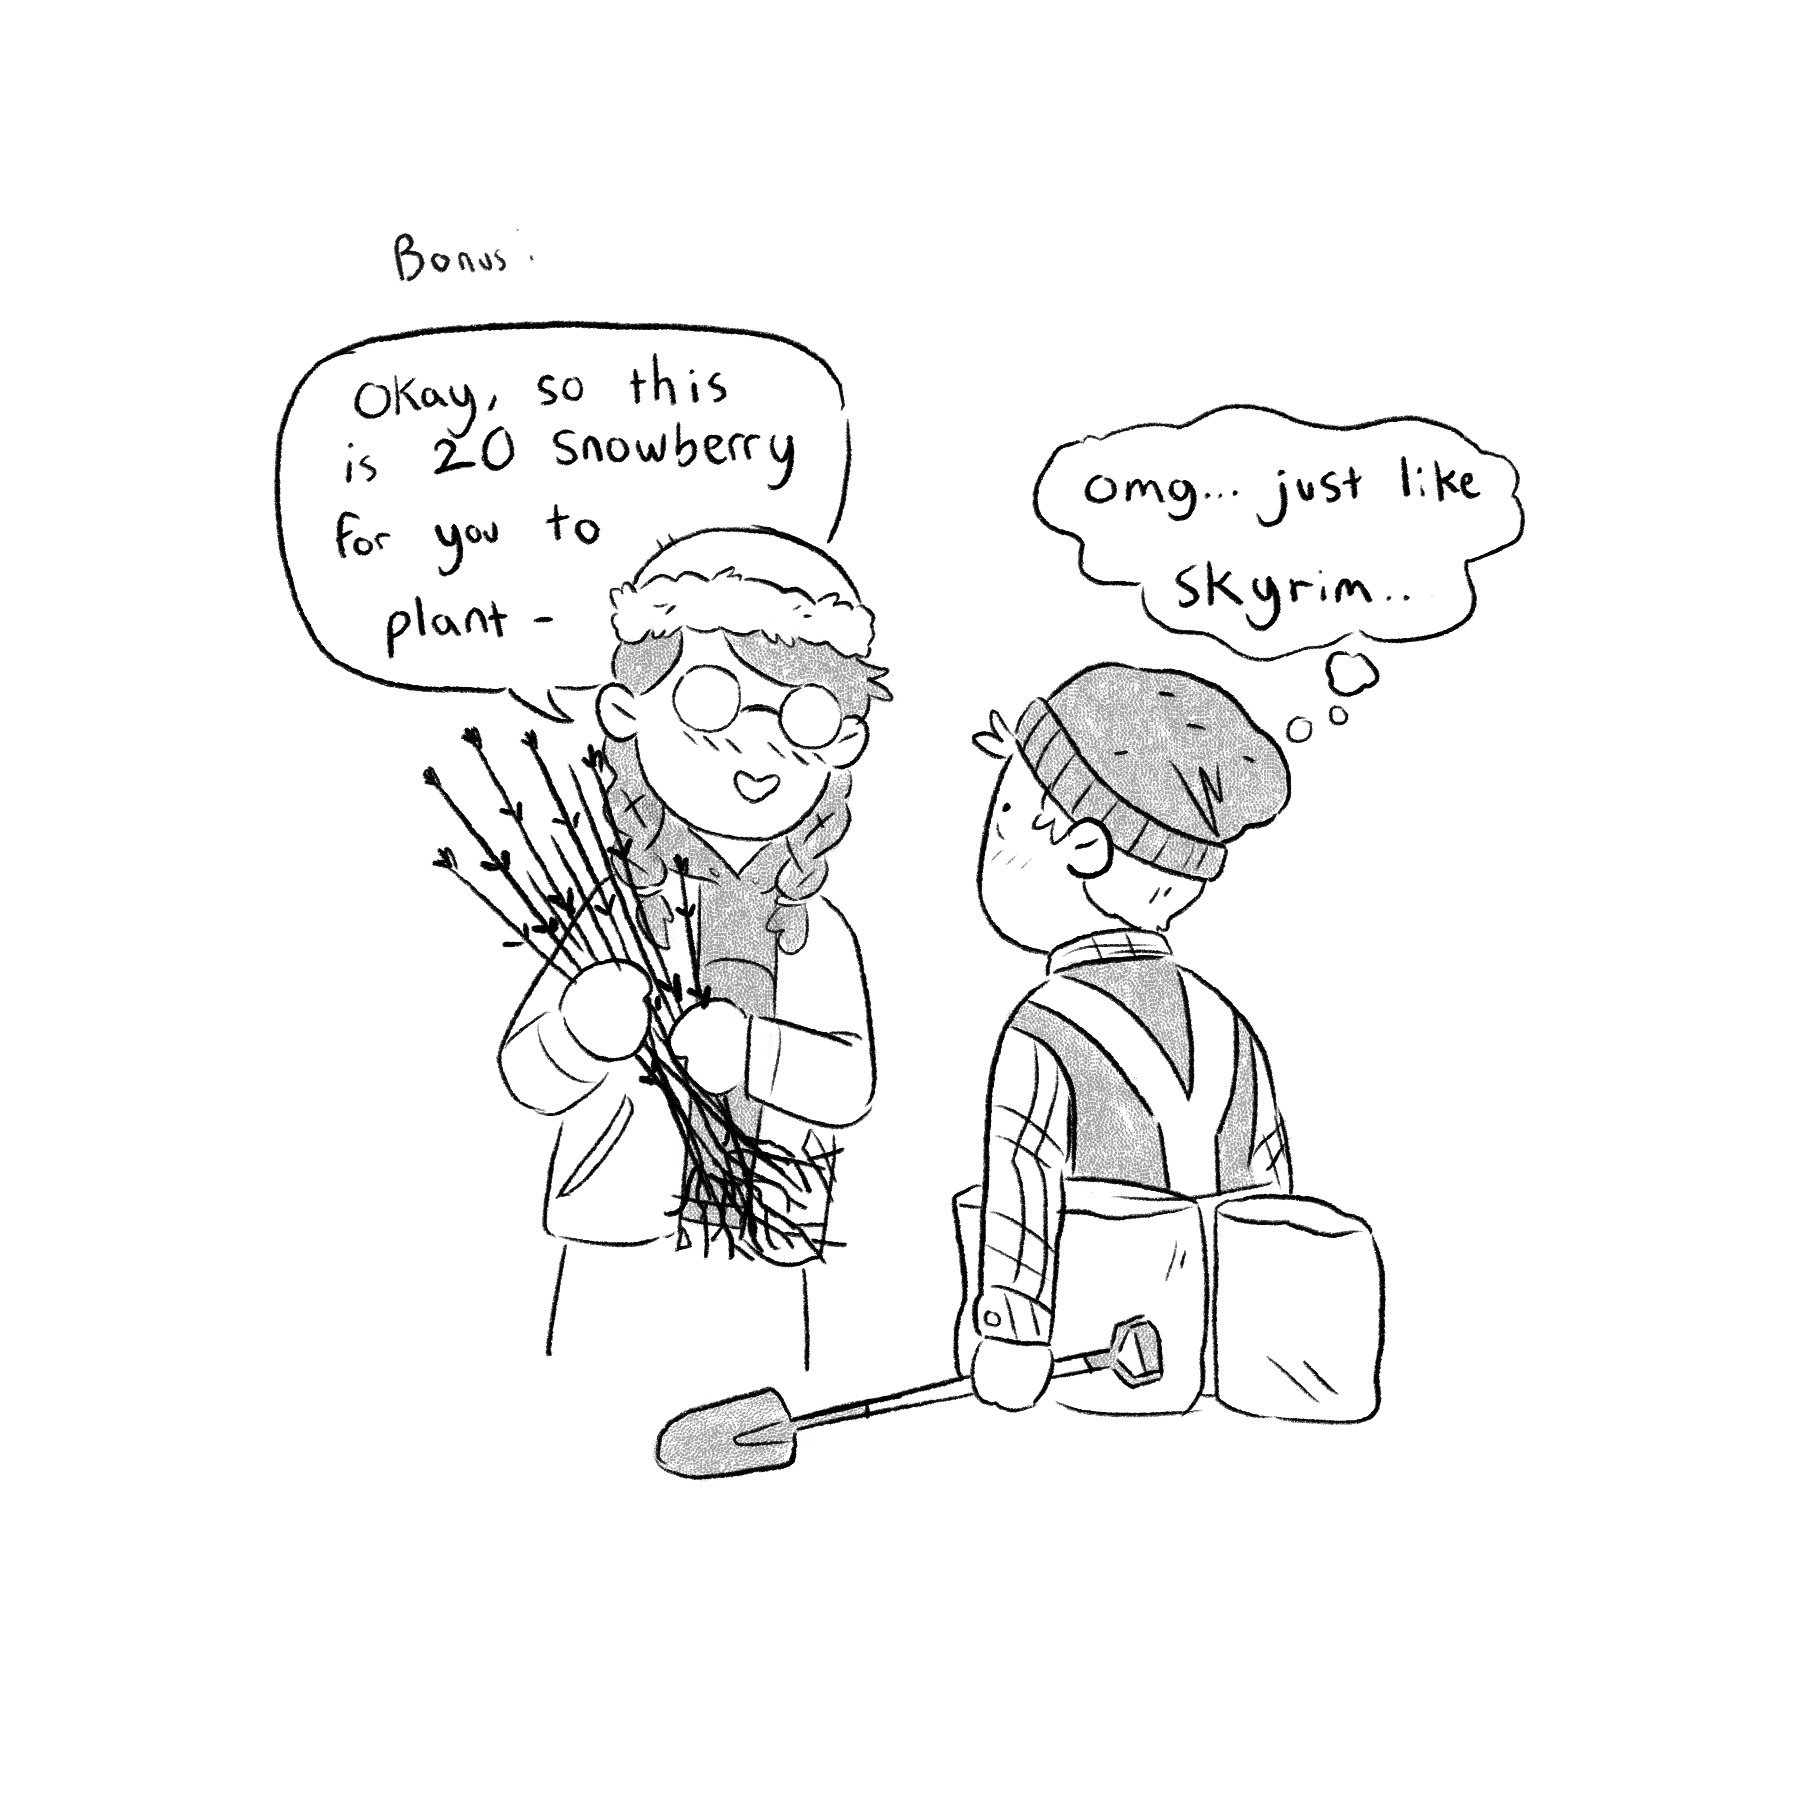 Bonus:
Okay, so this
is 20 snowberry
for you to
plant -
omg... just like
skyrim...